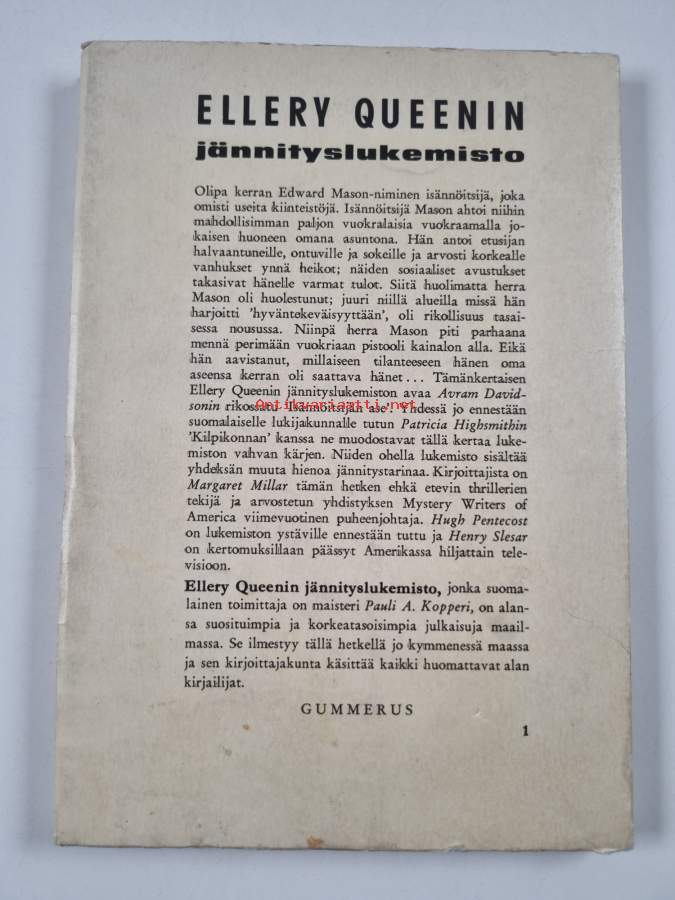 ELLERY QUEENIN
jännityslukemisto
Olipa kerran Edward Mason-niminen isännöitsijä, joka
omisti useita kiinteistöjä. Isännöitsijä Mason ahtoi niihin
mahdollisimman paljon vuokralaisia vuokraamalla jo-
kaisen huoneen omana asuntona. Hän antoi etusijan
halvaantuneille, ontuville ja sokeille ja arvosti korkealle
vanhukset ynnä heikot; näiden sosiaaliset avustukset
takasivat hänelle varmat tulot. Siitä huolimatta herra
Mason oli huolestunut; juuri niillä alueilla missä hän
harjoitti 'hyväntekeväisyyttään', oli rikollisuus tasai-
sessa nousussa. Niinpä herra Mason piti parhaana
mennä perimään vuokriaan pistooli kainalon alla. Eikä
hän aavistanut, millaiseen tilanteeseen hänen oma
aseensa kerran oli saattava hänet... Tämänkertaisen
Ellery Queenin jännityslukemiston avaa Avram David-
sonin rikossatu 'Isännöitsijän ase'. Yhdessä jo ennestään
Antikvariaatti.net
suomalaiselle lukijakunnalle tutun Patricia Highsmithin
'Kilpikonnan' kanssa ne muodostavat tällä kertaa luke-
miston vahvan kärjen. Niiden ohella lukemisto sisältää
yhdeksän muuta hienoa jännitystarinaa. Kirjoittajista on
Margaret Millar tämän hetken ehkä etevin thrillerien
tekijä ja arvostetun yhdistyksen Mystery Writers of
America viimevuotinen puheenjohtaja. Hugh Pentecost
on lukemiston ystäville ennestään tuttu ja Henry Slesar
on kertomuksillaan päässyt Amerikassa hiljattain tele-
visioon.
Ellery Queenin jännityslukemisto, jonka suoma-
lainen toimittaja on maisteri Pauli A. Kopperi, on alan-
sa suosituimpia ja korkeatasoisimpia julkaisuja maail-
massa. Se ilmestyy tällä hetkellä jo kymmenessä maassa
ja sen kirjoittajakunta käsittää kaikki huomattavat alan
kirjailijat.
GUMMERUS
1